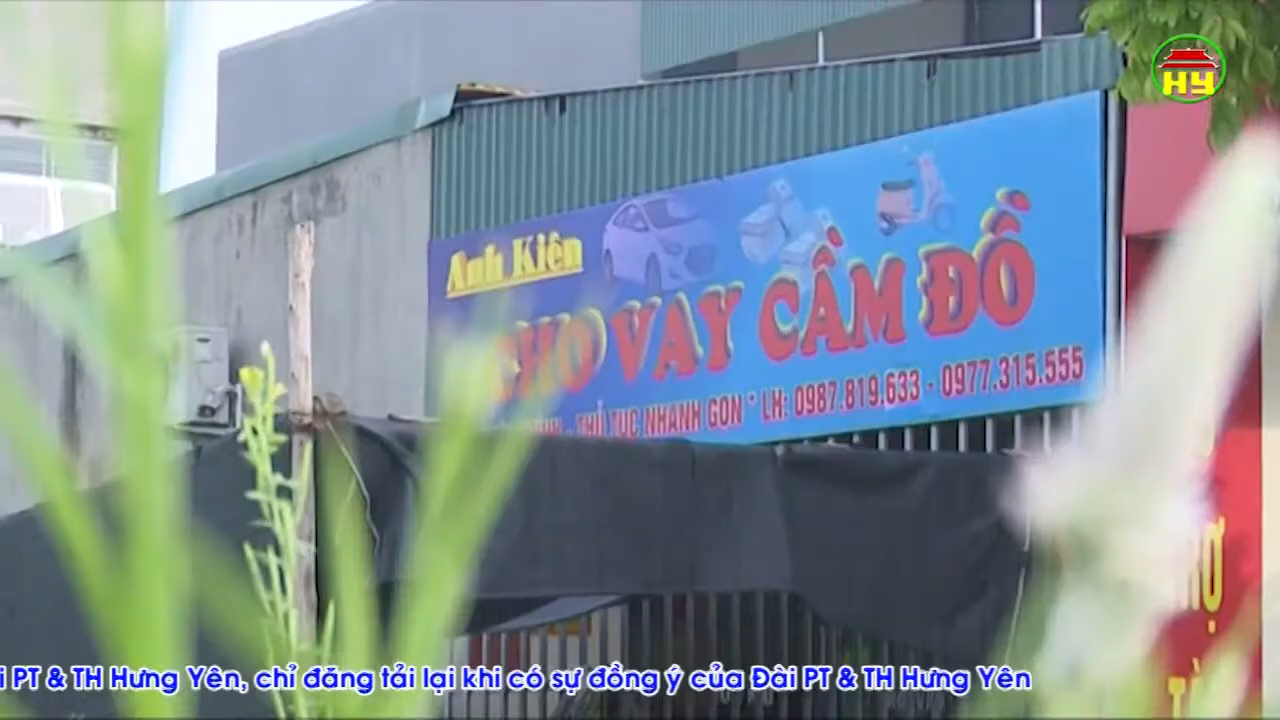 HY
Anh Kiên
CHO VAY CẦM ĐỒ
- THỦ TỤC NHANH GỌN * LH: 0987.819.633 - 0977.315.555
i PT & TH Hưng Yên, chỉ đăng tải lại khi có sự đồng ý của Đài PT & TH Hưng Yên